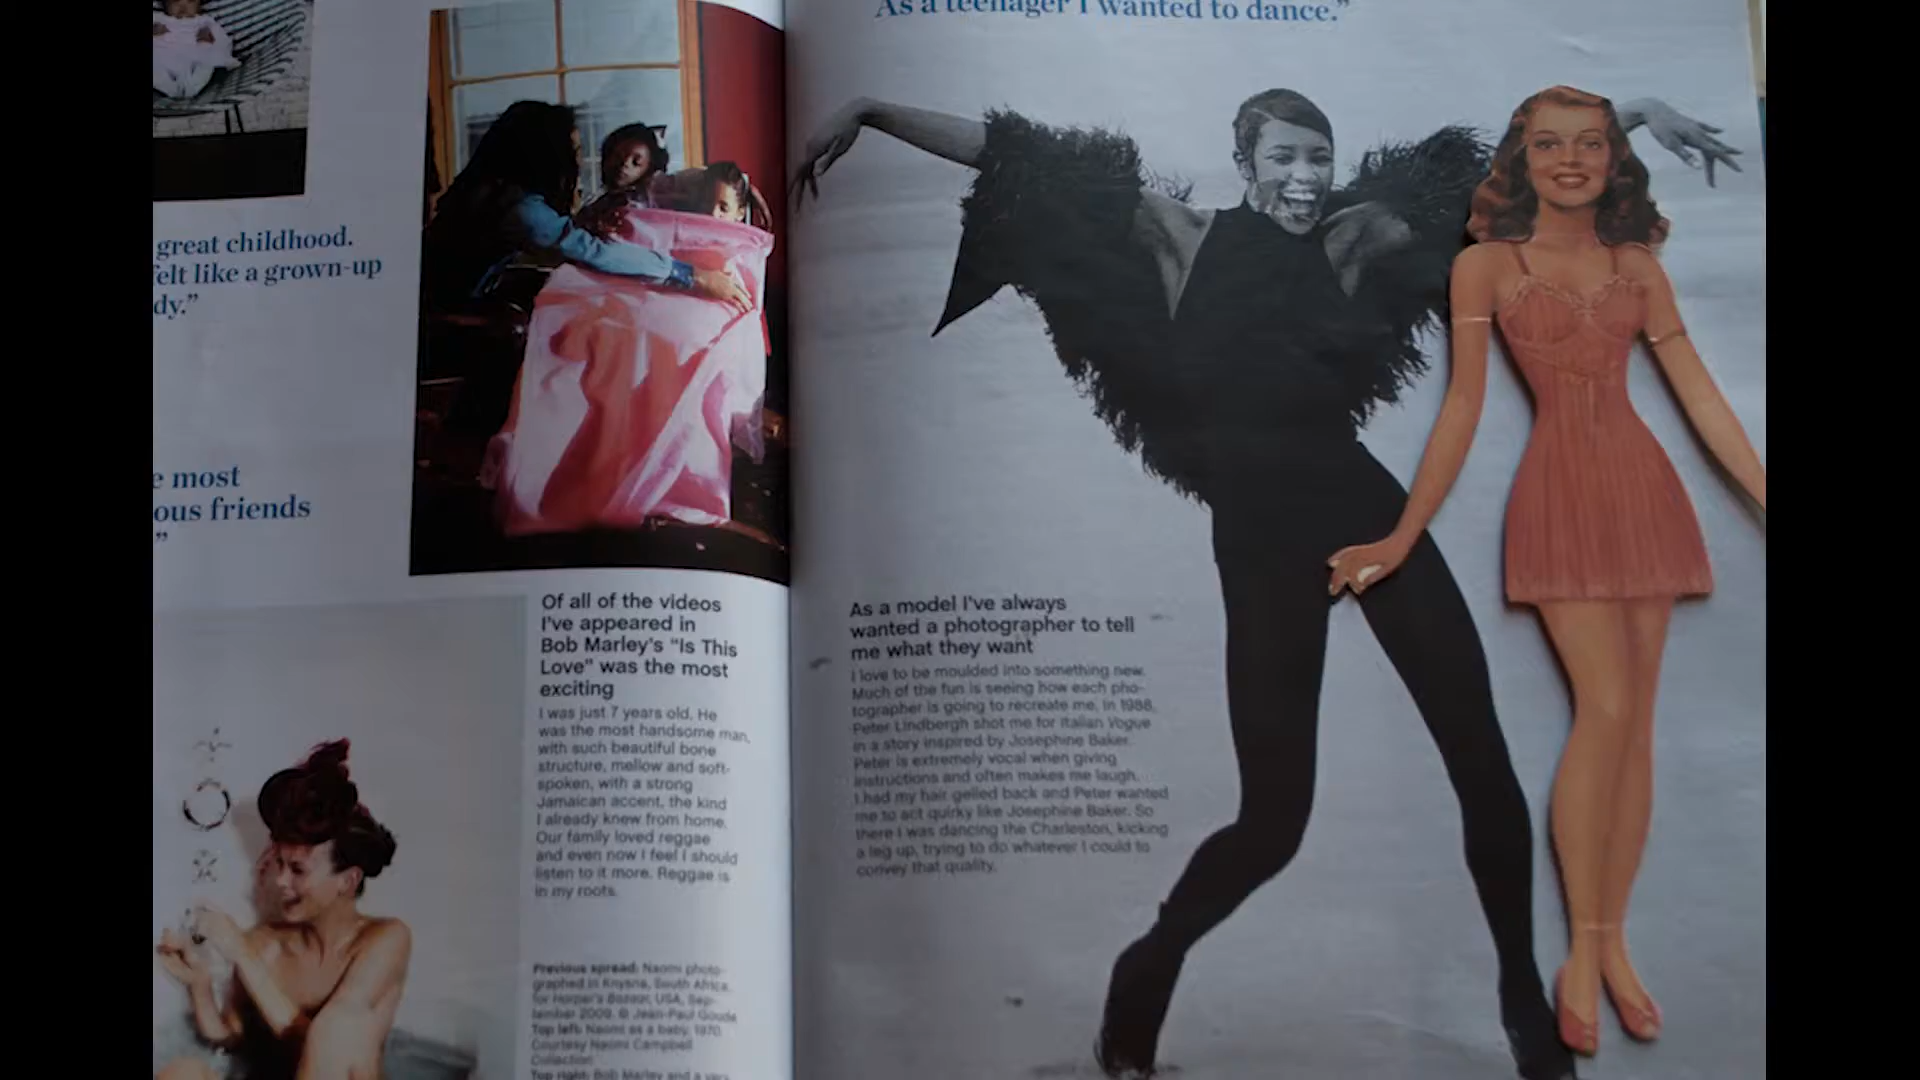 great childhood.
felt like a grown-up
dy.”
e most
ous friends
”
Of all of the videos
I've appeared in
Bob Marley's "Is This
Love" was the most
exciting
I was just 7 years old. He
was the most handsome man,
with such beautiful bone
structure, mellow and soft-
spoken, with a strong
Jamaican accent, the kind
I already knew from home.
Our family loved reggae
and even now I feel I should
listen to it more. Reggae is
in my roots.
Previous spread: Naomi photo-
graphed in Knysna, South Africa,
for Harper's Bazaar, USA, Sep-
tember 2009. © Jean-Paul Goude
Top left: Naomi as a baby, 1970.
Courtesy Naomi Campbell
Collection
Top right: Bob Marley and a very
As a teenager I wanted to dance.”
As a model I've always
wanted a photographer to tell
me what they want
I love to be moulded into something new.
Much of the fun is seeing how each pho-
tographer is going to recreate me. In 1988,
Peter Lindbergh shot me for Italian Vogue
in a story inspired by Josephine Baker.
Peter is extremely vocal when giving
instructions and often makes me laugh.
I had my hair gelled back and Peter wanted
me to act quirky like Josephine Baker. So
there I was dancing the Charleston, kicking
a leg up, trying to do whatever I could to
convey that quality.